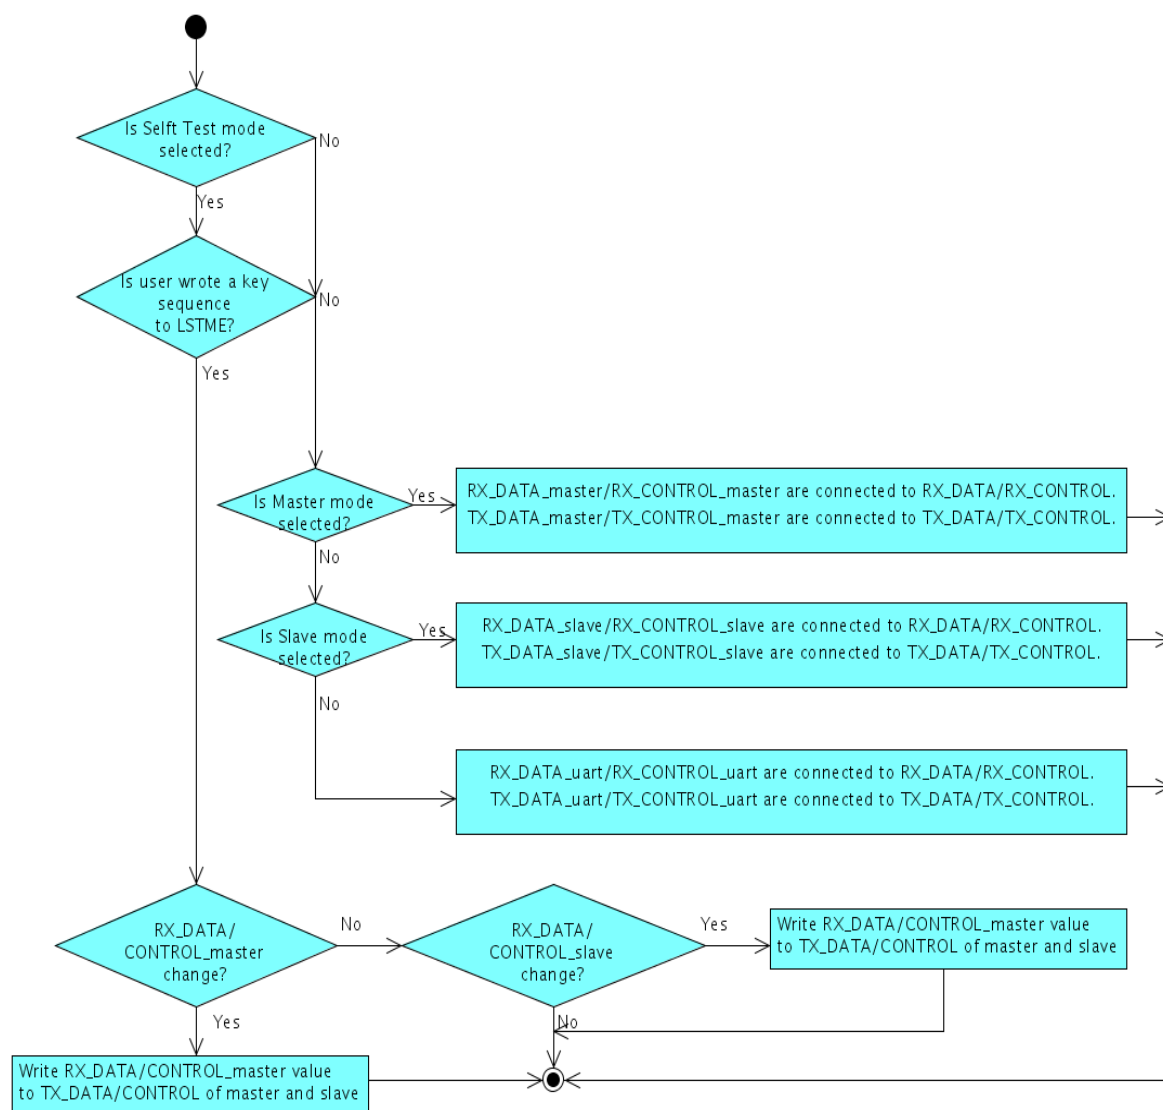 Is Selft Test mode
selected?
No
Yes
Is user wrote a key
sequence
to LSTME?
No
Yes
Is Master mode
selected?
Yes
RX_DATA_master/RX_CONTROL_master are connected to RX_DATA/RX_CONTROL.
TX_DATA_master/TX_CONTROL_master are connected to TX_DATA/TX_CONTROL.
No
Is Slave mode
selected?
Yes
RX_DATA_slave/RX_CONTROL_slave are connected to RX_DATA/RX_CONTROL.
TX_DATA_slave/TX_CONTROL_slave are connected to TX_DATA/TX_CONTROL.
No
RX_DATA_uart/RX_CONTROL_uart are connected to RX_DATA/RX_CONTROL.
TX_DATA_uart/TX_CONTROL_uart are connected to TX_DATA/TX_CONTROL.
RX_DATA/
CONTROL_master
change?
No
RX_DATA/
CONTROL_slave
change?
Yes
Write RX_DATA/CONTROL_master value
to TX_DATA/CONTROL of master and slave
Yes
No
Write RX_DATA/CONTROL_master value
to TX_DATA/CONTROL of master and slave